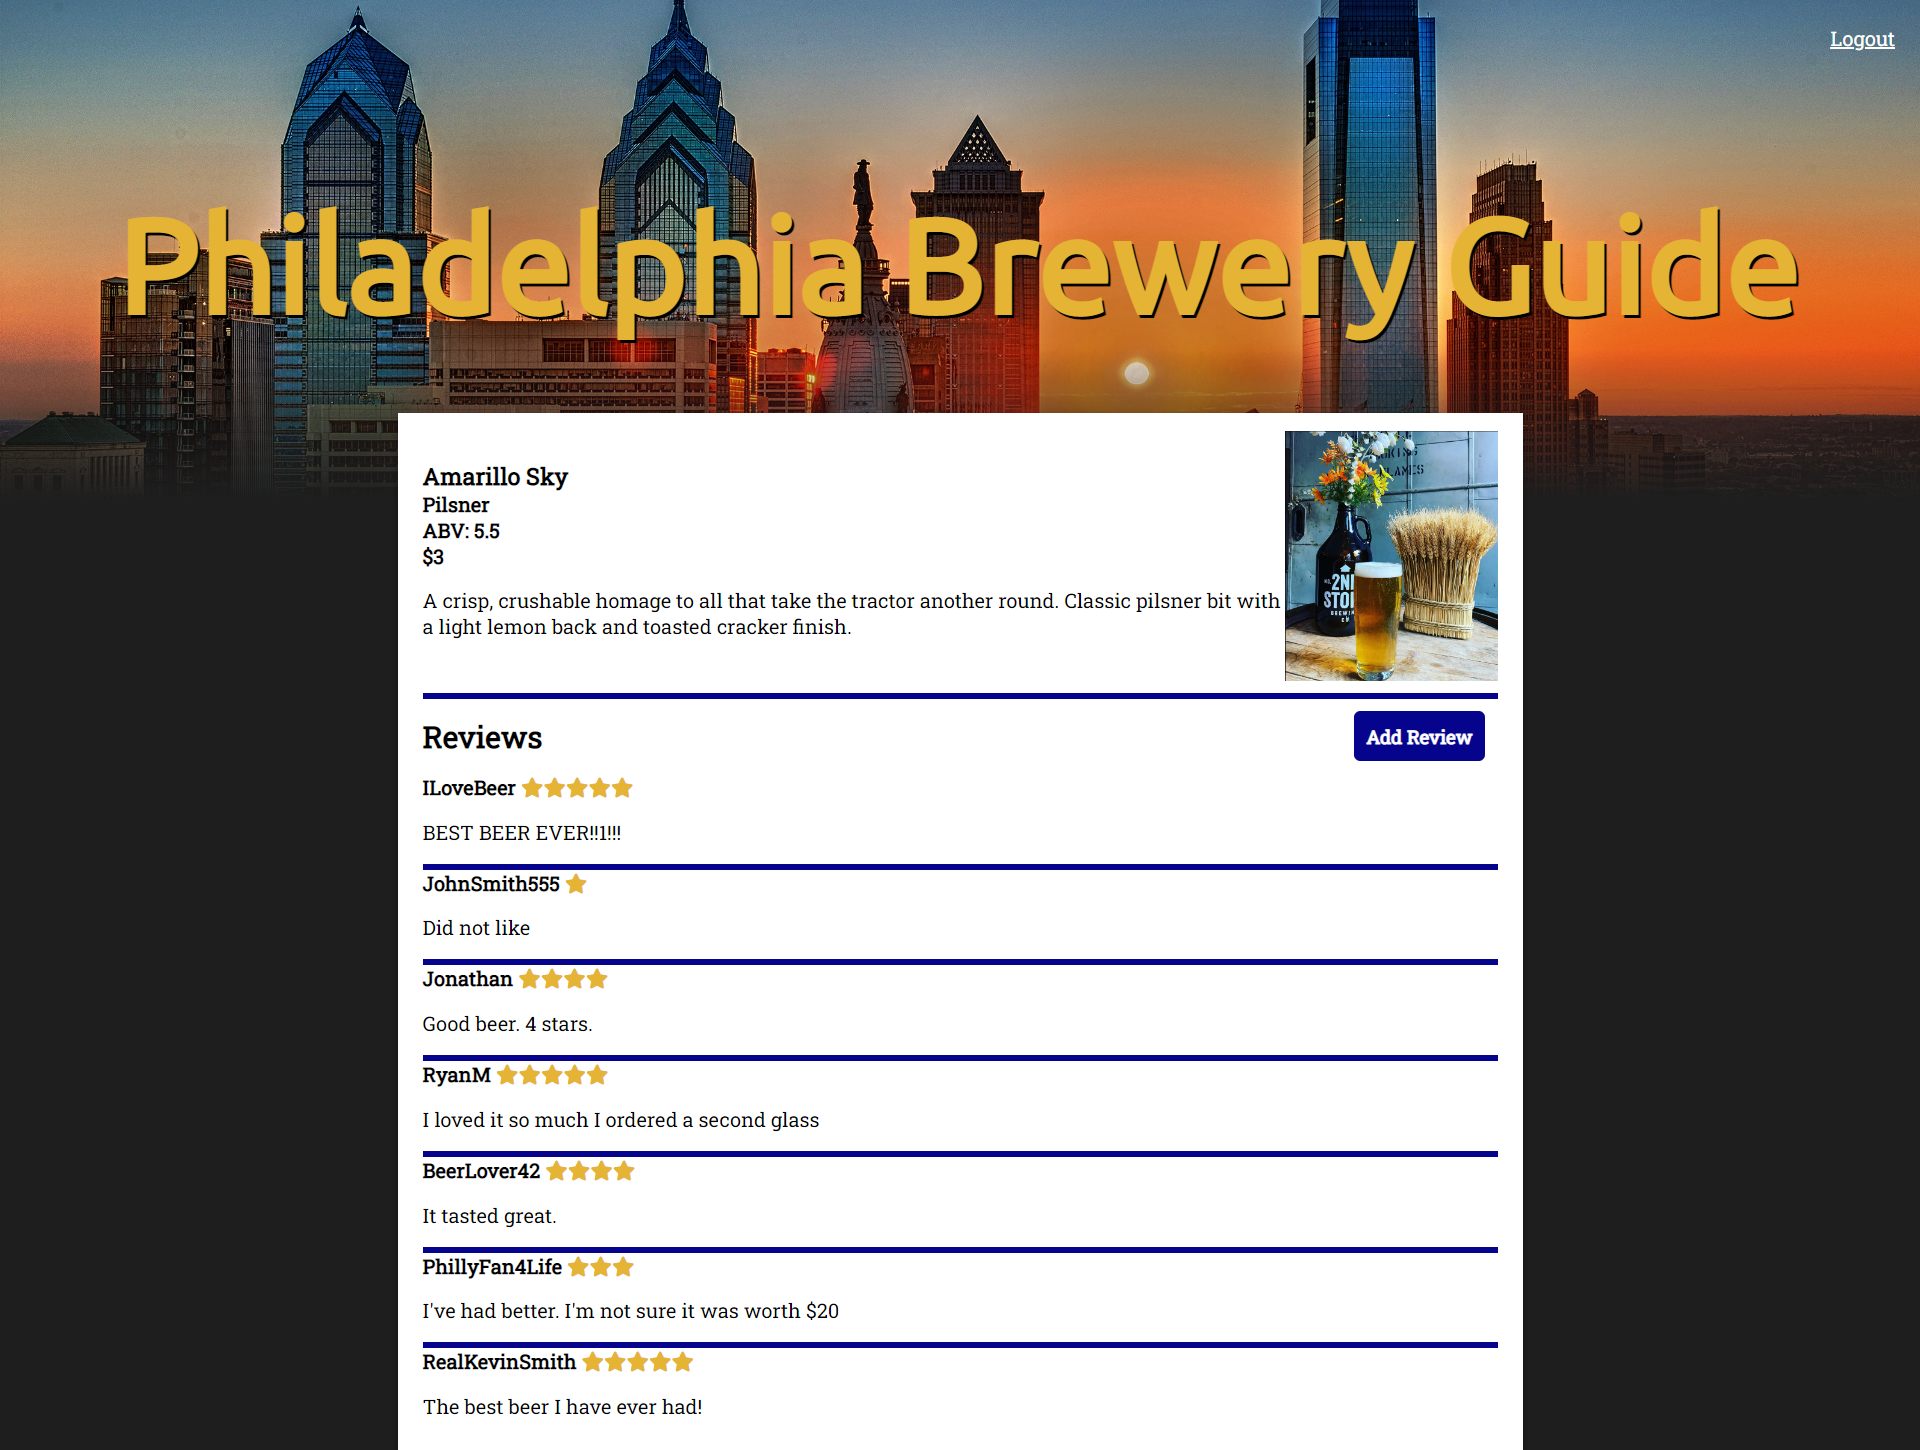 Logout
Philadelphia Brewery Guide
Amarillo Sky
Pilsner
ABV: 5.5
$3
A crisp, crushable homage to all that take the tractor another round. Classic pilsner bit with
a light lemon back and toasted cracker finish.
2N
STO
Reviews
Add Review
ILoveBeer
BEST BEER EVER!!1!!!
JohnSmith555
Did not like
Jonathan
Good beer. 4 stars.
RyanM
I loved it so much I ordered a second glass
BeerLover42
It tasted great.
PhillyFan4Life
I've had better. I'm not sure it was worth $20
RealKevinSmith
The best beer I have ever had!